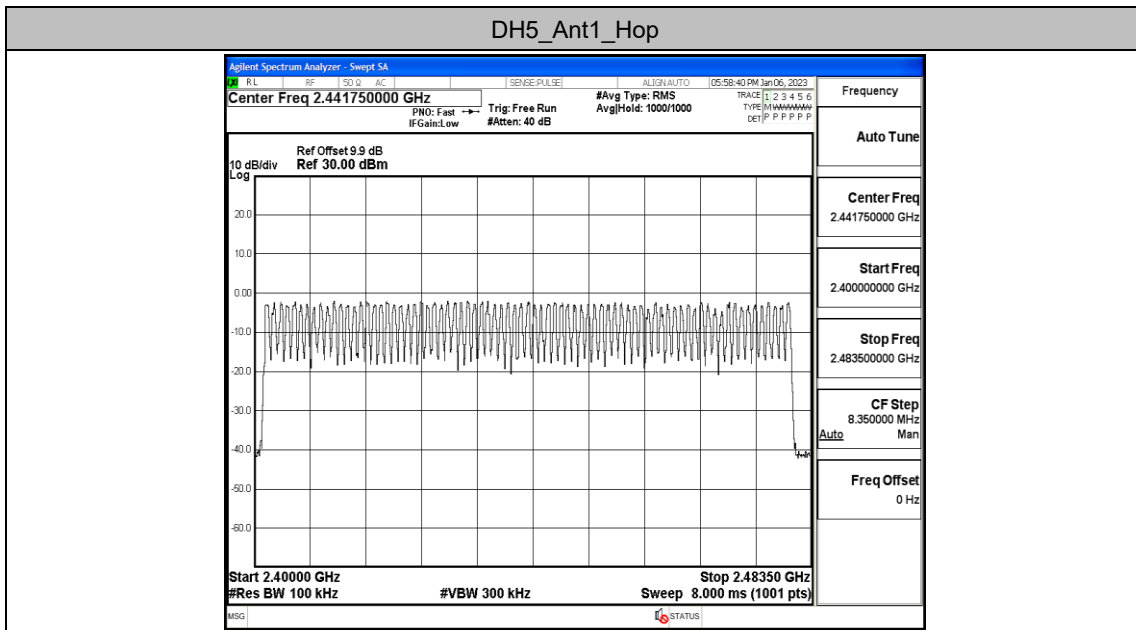 DH5_Ant1_Hop
Agilent Spectrum Analyzer - Swept SA
RL RF 50 Ω AC SENSE:PULSE ALIGNAUTO 05:58:40 PM Jan 06, 2023
Center Freq 2.441750000 GHz
PNO: Fast
IFGain:Low
Trig: Free Run
#Atten: 40 dB
#Avg Type: RMS
Avg|Hold: 1000/1000
TRACE 1 2 3 4 5 6
TYPE M WWWWW
DET P P P P P P
Ref Offset 9.9 dB
10 dB/div Ref 30.00 dBm
Log
20.0
10.0
0.00
-10.0
-20.0
-30.0
-40.0
-50.0
-60.0
Start 2.40000 GHz Stop 2.48350 GHz
#Res BW 100 kHz #VBW 300 kHz Sweep 8.000 ms (1001 pts)
MSG STATUS
Frequency
Auto Tune
Center Freq
2.441750000 GHz
Start Freq
2.400000000 GHz
Stop Freq
2.483500000 GHz
CF Step
8.350000 MHz
Auto Man
Freq Offset
0 Hz